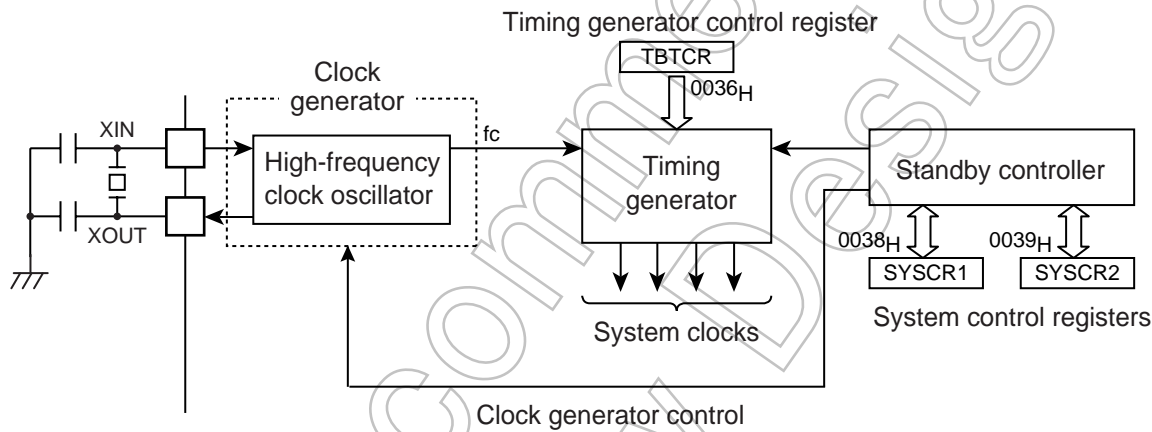 Timing generator control register
TBTCR
0036H
Clock
generator
XIN
fc
High-frequency
clock oscillator
Timing
generator
Standby controller
XOUT
0038H
0039H
SYSCR1
SYSCR2
System clocks
System control registers
Clock generator control